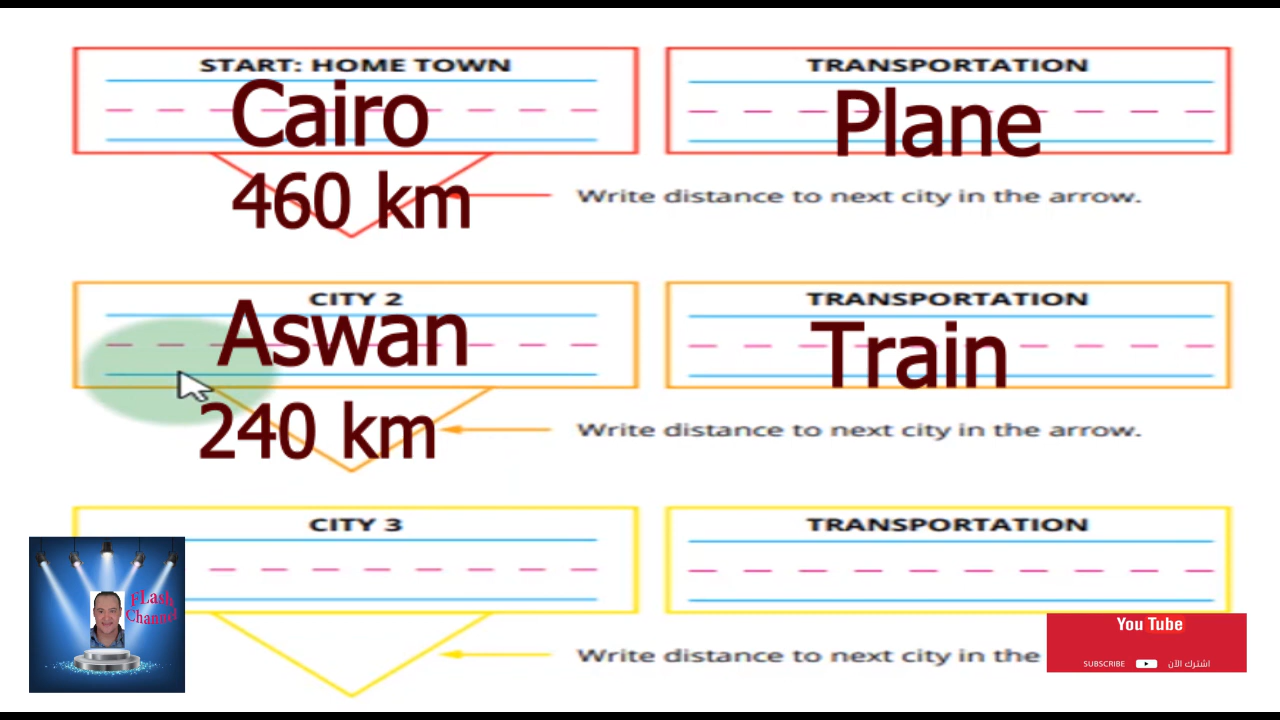 START: HOME TOWN
Cairo
TRANSPORTATION
Plane
460 km
Write distance to next city in the arrow.
CITY 2
Aswan
TRANSPORTATION
Train
240 km
Write distance to next city in the arrow.
CITY 3
TRANSPORTATION
FLash
Channel
Write distance to next city in the
You Tube
SUBSCRIBE اشترك الآن